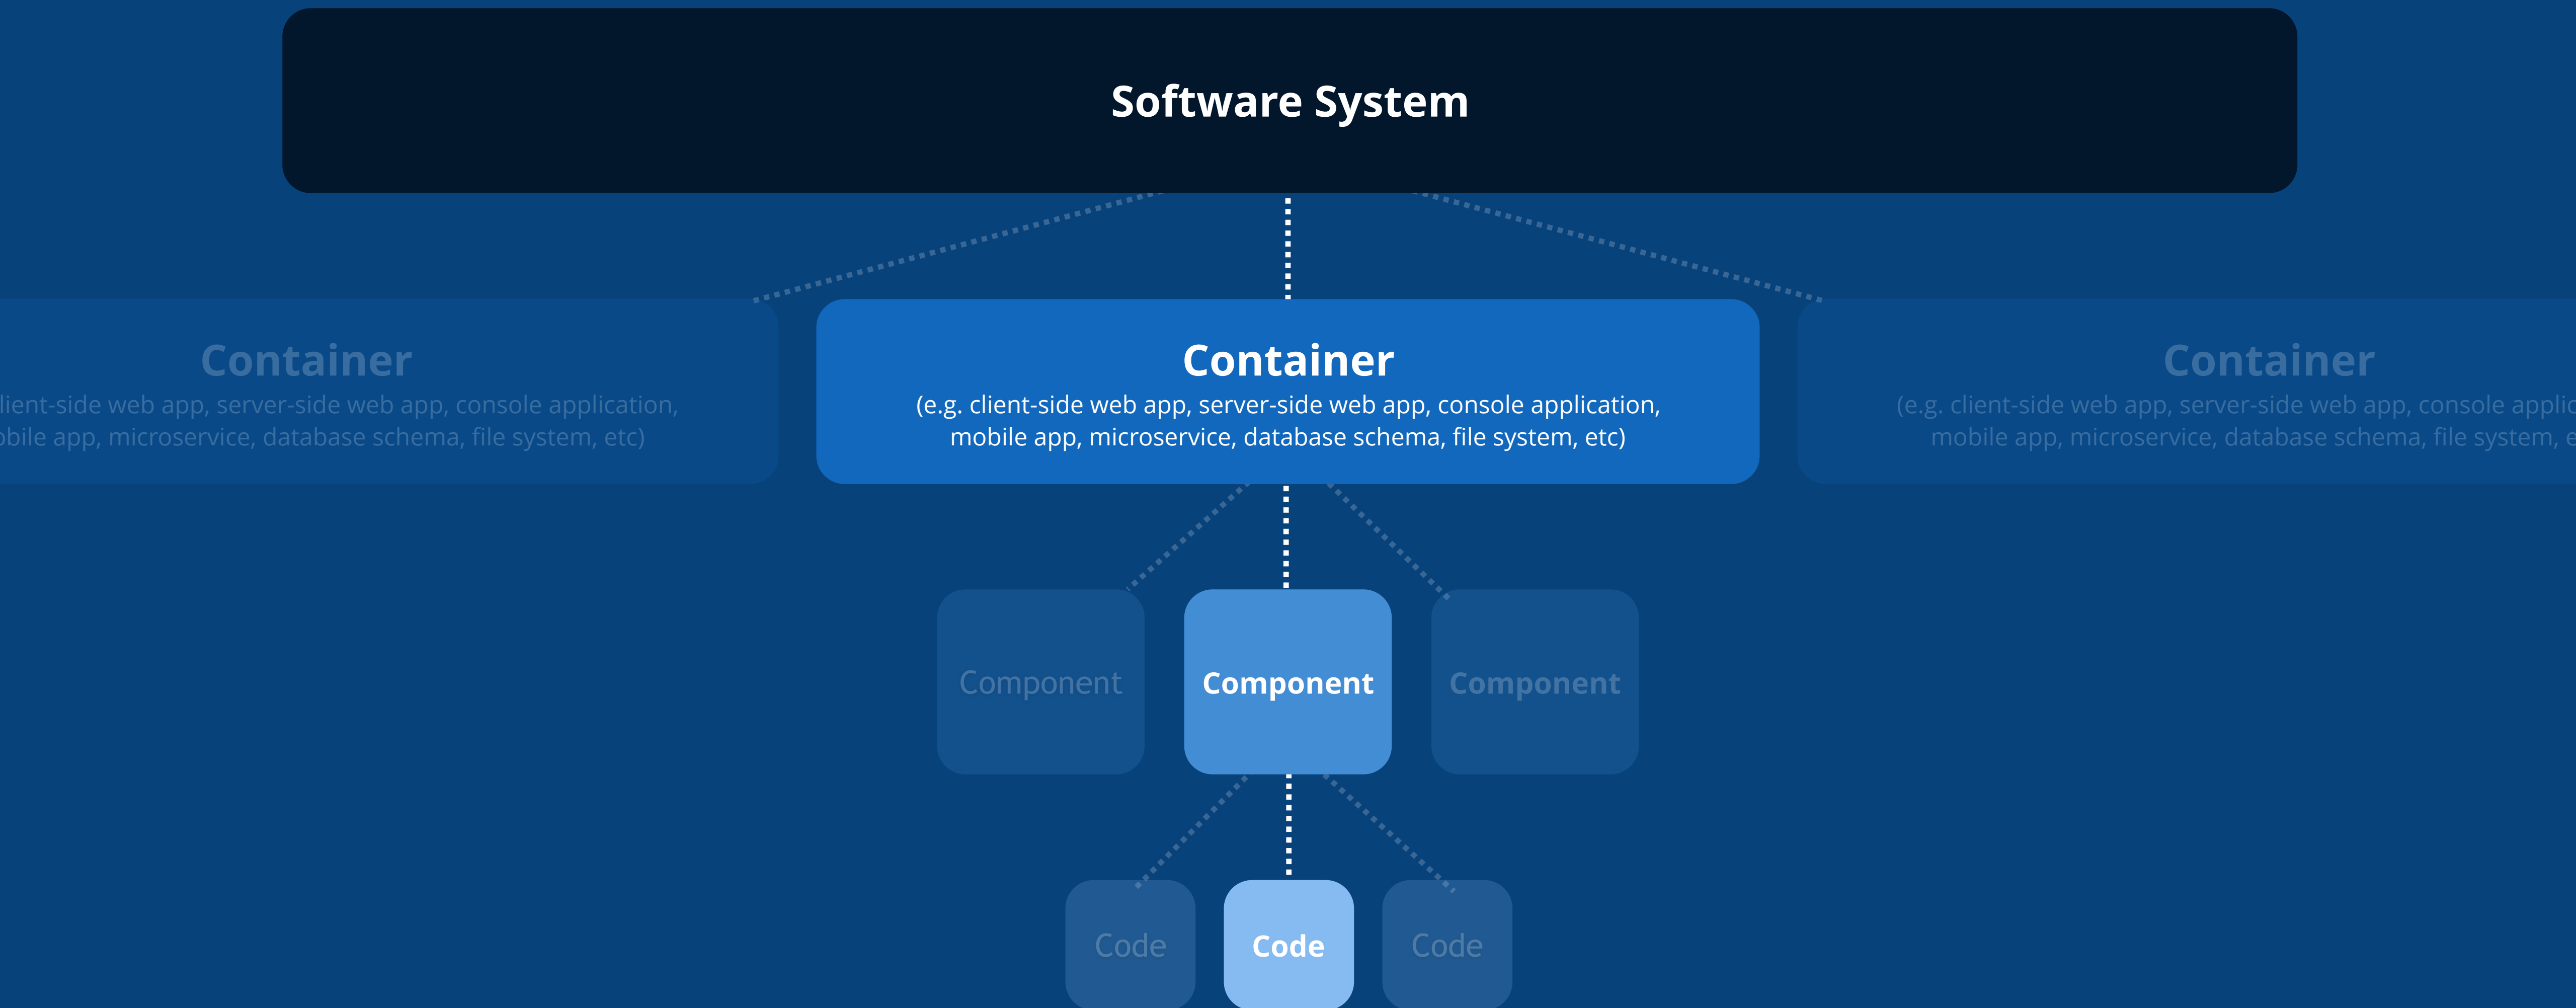 Software System
Container
client-side web app, server-side web app, console application,
app, microservice, database schema, file system, etc)
Container
(e.g. client-side web app, server-side web app, console application,
mobile app, microservice, database schema, file system, etc)
Container
(e.g. client-side web app, server-side web app, console
mobile app, microservice, database schema, file system,
Component
Component
Component
Code
Code
Code